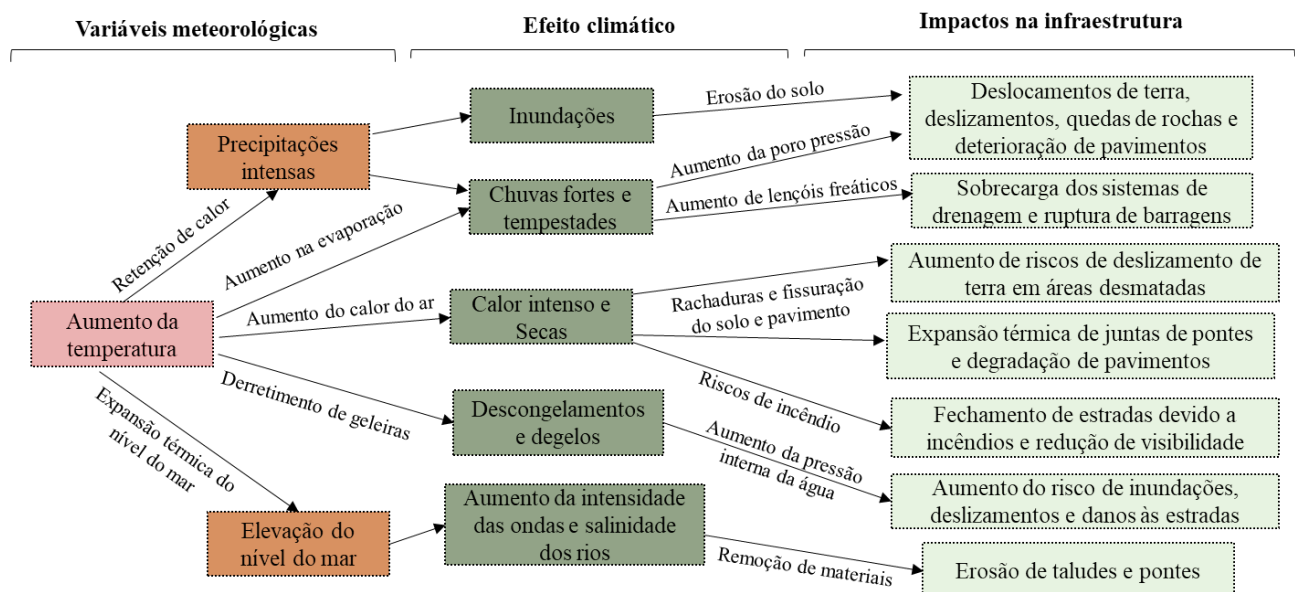 Variáveis meteorológicas
Efeito climático
Impactos na infraestrutura
Precipitações
intensas
Retenção de calor
Aumento da
temperatura
Expansão térmica do
nível do mar
Elevação do
nível do mar
Aumento na evaporação
Aumento do calor do ar
Derretimento de geleiras
Inundações
Chuvas fortes e
tempestades
Calor intenso e
Secas
Descongelamentos
e degelos
Aumento da intensidade
das ondas e salinidade
dos rios
Erosão do solo
Aumento da poro pressão
Aumento de lençóis freáticos
Rachaduras e fissuração
do solo e pavimento
Riscos de incêndio
Aumento da pressão
interna da água
Remoção de materiais
Deslocamentos de terra,
deslizamentos, quedas de rochas e
deterioração de pavimentos
Sobrecarga dos sistemas de
drenagem e ruptura de barragens
Aumento de riscos de deslizamento de
terra em áreas desmatadas
Expansão térmica de juntas de pontes
e degradação de pavimentos
Fechamento de estradas devido a
incêndios e redução de visibilidade
Aumento do risco de inundações,
deslizamentos e danos às estradas
Erosão de taludes e pontes